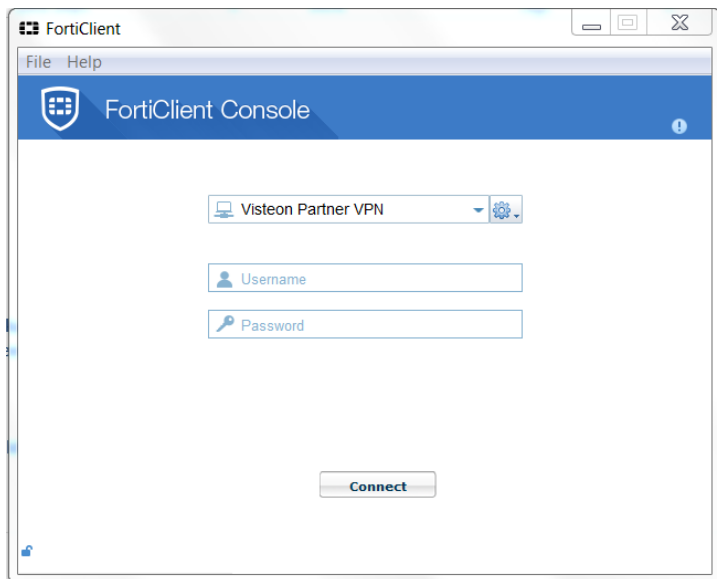 FortiClient
File Help
FortiClient Console
Visteon Partner VPN
Username
Password
Connect